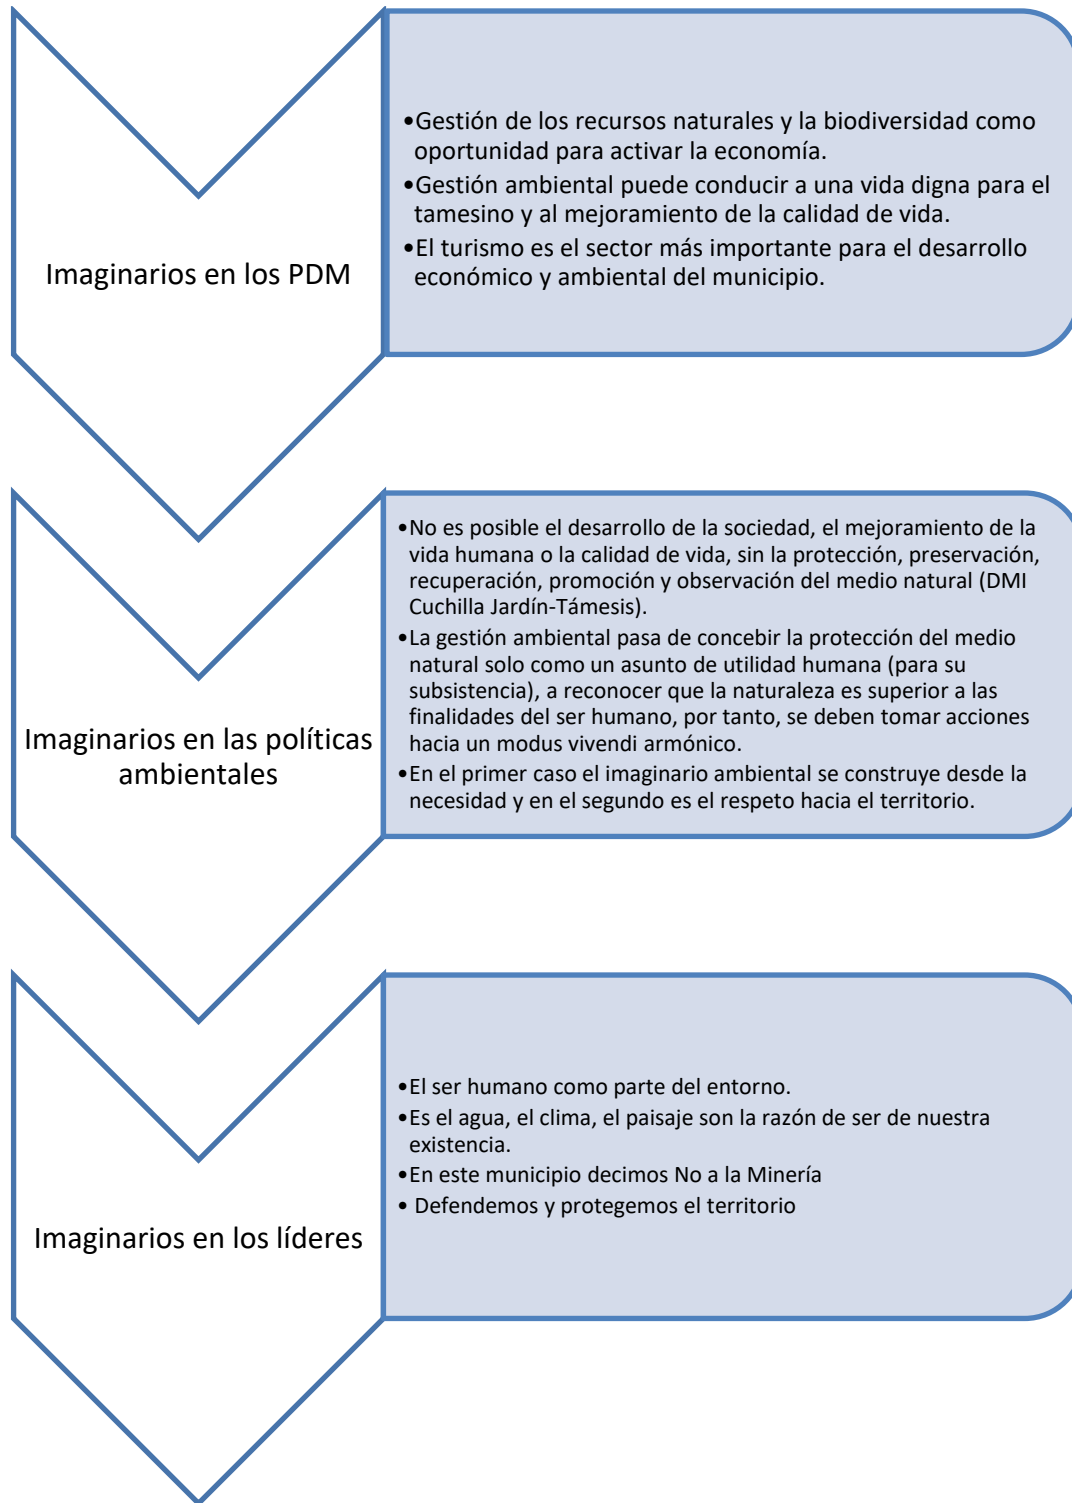 •Gestión de los recursos naturales y la biodiversidad como
oportunidad para activar la economía.
•Gestión ambiental puede conducir a una vida digna para el
tamesino y al mejoramiento de la calidad de vida.
•El turismo es el sector más importante para el desarrollo
económico y ambiental del municipio.
Imaginarios en los PDM
•No es posible el desarrollo de la sociedad, el mejoramiento de la
vida humana o la calidad de vida, sin la protección, preservación,
recuperación, promoción y observación del medio natural (DMI
Cuchilla Jardín-Támesis).
•La gestión ambiental pasa de concebir la protección del medio
natural solo como un asunto de utilidad humana (para su
subsistencia), a reconocer que la naturaleza es superior a las
finalidades del ser humano, por tanto, se deben tomar acciones
hacia un modus vivendi armónico.
•En el primer caso el imaginario ambiental se construye desde la
necesidad y en el segundo es el respeto hacia el territorio.
Imaginarios en las políticas
ambientales
•El ser humano como parte del entorno.
•Es el agua, el clima, el paisaje son la razón de ser de nuestra
existencia.
•En este municipio decimos No a la Minería
• Defendemos y protegemos el territorio
Imaginarios en los líderes